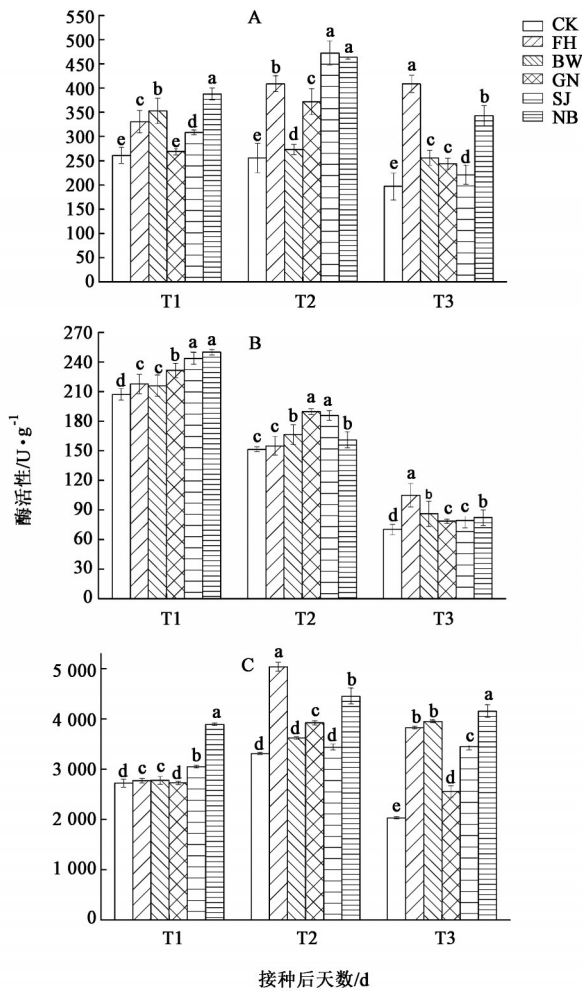 A
550
500
450
400
350
300
250
200
150
100
50
0
e c c e d a
e b d c a a
e a c c d b
T1 T2 T3
CK
FH
BW
GN
SJ
NB
B
270
240
210
180
150
120
90
60
30
0
d c c b a a
c c b a a b
d a b c c b
T1 T2 T3
酶活性/U·g⁻¹
C
5 000
4 000
3 000
2 000
1 000
0
d c c d b a
d a d c d b
e b b d c a
T1 T2 T3
接种后天数/d